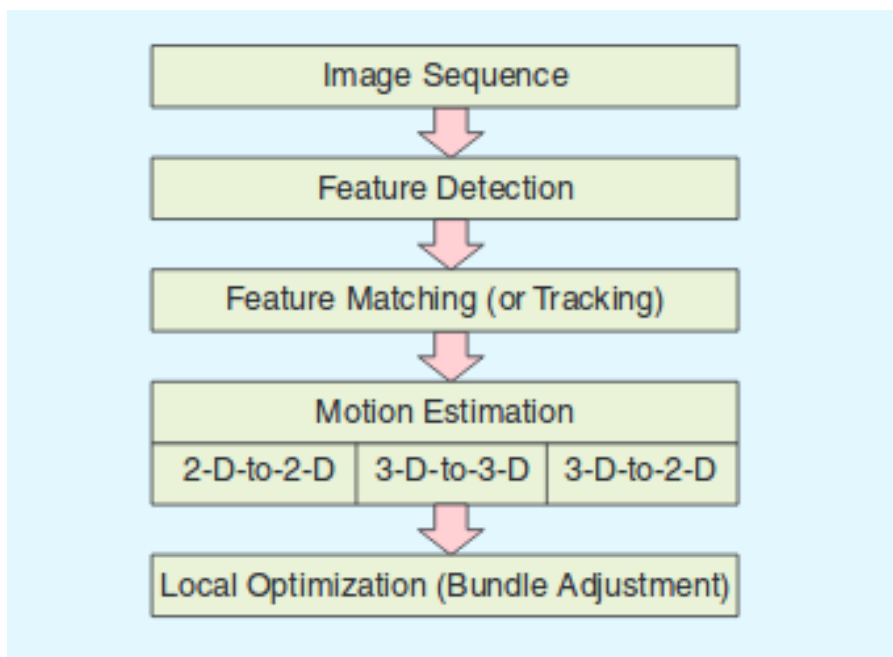 Image Sequence
Feature Detection
Feature Matching (or Tracking)
Motion Estimation
2-D-to-2-D 3-D-to-3-D 3-D-to-2-D
Local Optimization (Bundle Adjustment)